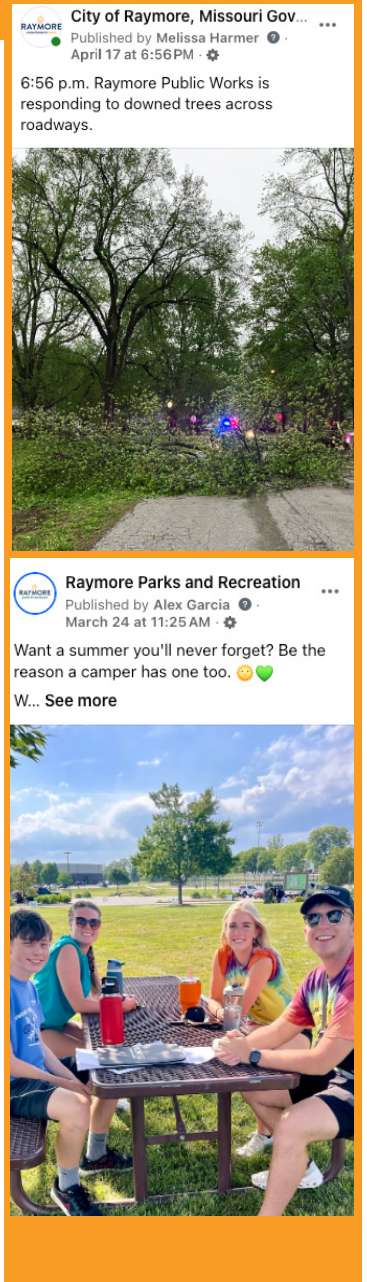 RAYMORE
City of Raymore, Missouri Gov...
Published by Melissa Harmer ·
April 17 at 6:56 PM ·
6:56 p.m. Raymore Public Works is
responding to downed trees across
roadways.
RAYMORE
Raymore Parks and Recreation
Published by Alex Garcia ·
March 24 at 11:25 AM ·
Want a summer you'll never forget? Be the
reason a camper has one too. 😶💚
W... See more